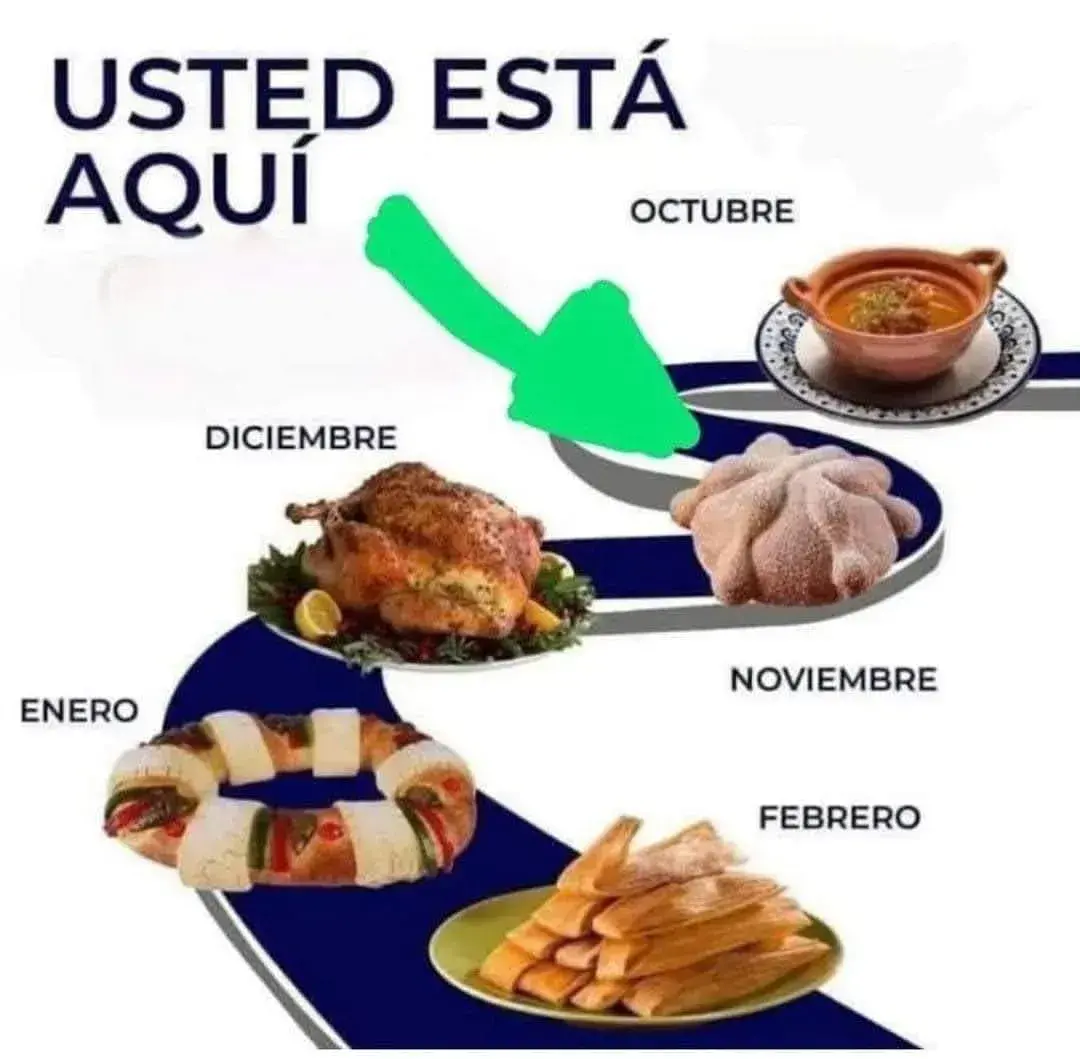 USTED ESTÁ
AQUÍ
OCTUBRE
DICIEMBRE
NOVIEMBRE
ENERO
FEBRERO